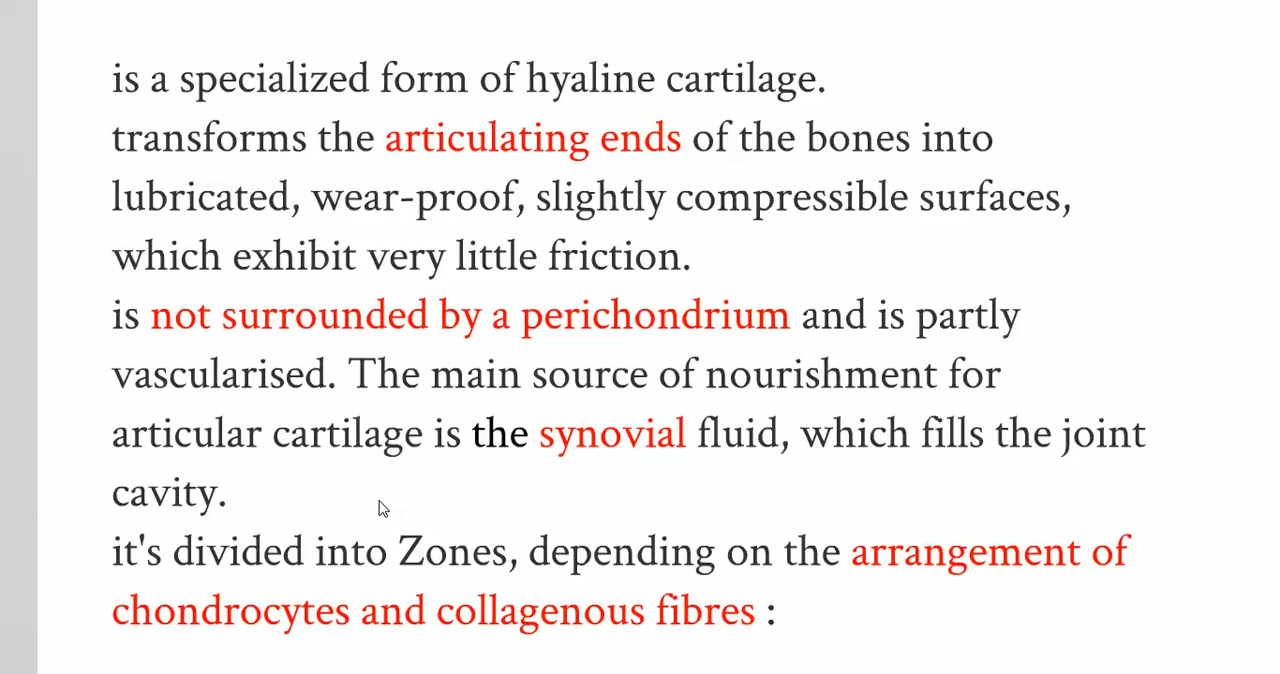 is a specialized form of hyaline cartilage.
transforms the articulating ends of the bones into
lubricated, wear-proof, slightly compressible surfaces,
which exhibit very little friction.
is not surrounded by a perichondrium and is partly
vascularised. The main source of nourishment for
articular cartilage is the synovial fluid, which fills the joint
cavity.
it's divided into Zones, depending on the arrangement of
chondrocytes and collagenous fibres :